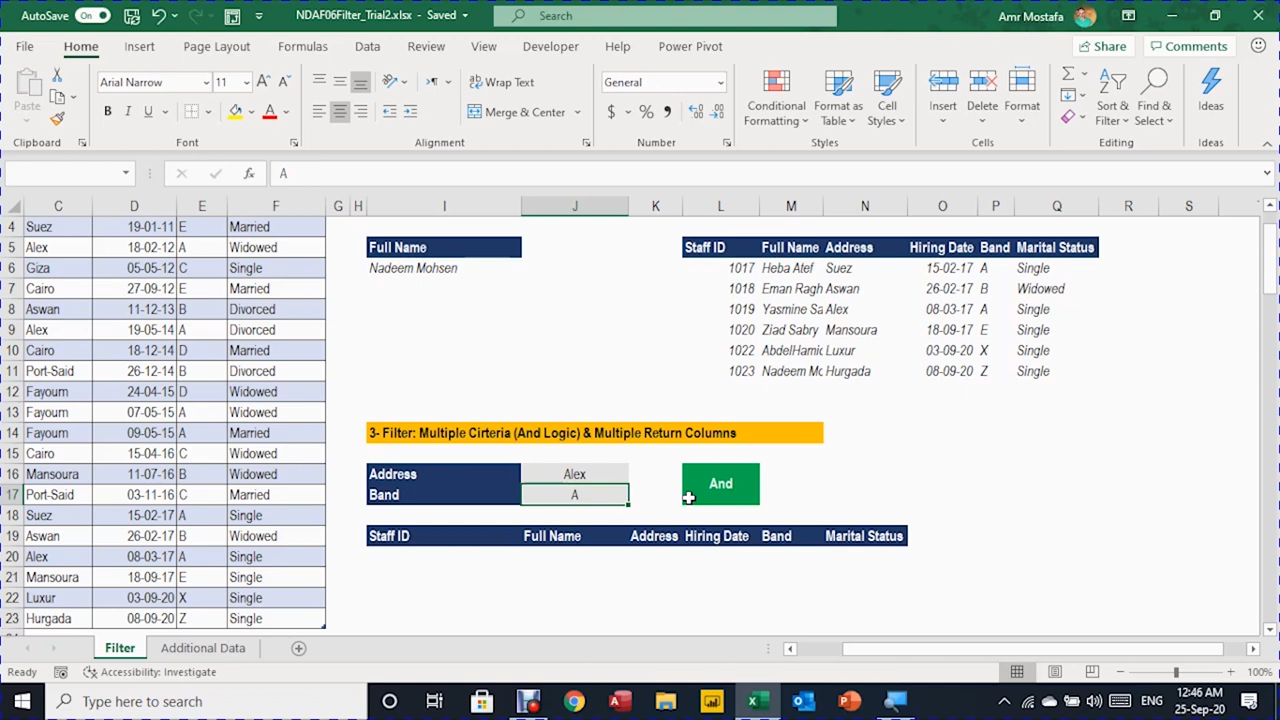 AutoSave On NDAF06Filter_Trial2.xlsx - Saved Search Amr Mostafa
File Home Insert Page Layout Formulas Data Review View Developer Help Power Pivot Share Comments
Paste Arial Narrow 11 Wrap Text General Conditional Formatting Format as Table Cell Styles Insert Delete Format Sort & Filter Find & Select Ideas
B I U A Merge & Center $ % ,
Clipboard Font Alignment Number Styles Cells Editing Ideas
fx A
C D E F G H I J K L M N O P Q R S
4 Suez 19-01-11 E Married
5 Alex 18-02-12 A Widowed Full Name Staff ID Full Name Address Hiring Date Band Marital Status
6 Giza 05-05-12 C Single Nadeem Mohsen 1017 Heba Atef Suez 15-02-17 A Single
7 Cairo 27-09-12 E Married 1018 Eman Ragh Aswan 26-02-17 B Widowed
8 Aswan 11-12-13 B Divorced 1019 Yasmine Sa Alex 08-03-17 A Single
9 Alex 19-05-14 A Divorced 1020 Ziad Sabry Mansoura 18-09-17 E Single
10 Cairo 18-12-14 D Married 1022 AbdelHamid Luxur 03-09-20 X Single
11 Port-Said 26-12-14 B Divorced 1023 Nadeem Mo Hurgada 08-09-20 Z Single
12 Fayoum 24-04-15 D Widowed
13 Fayoum 07-05-15 A Widowed
14 Fayoum 09-05-15 A Married 3- Filter: Multiple Cirteria (And Logic) & Multiple Return Columns
15 Cairo 15-04-16 C Widowed
16 Mansoura 11-07-16 B Widowed Address Alex And
17 Port-Said 03-11-16 C Married Band A
18 Suez 15-02-17 A Single
19 Aswan 26-02-17 B Widowed Staff ID Full Name Address Hiring Date Band Marital Status
20 Alex 08-03-17 A Single
21 Mansoura 18-09-17 E Single
22 Luxur 03-09-20 X Single
23 Hurgada 08-09-20 Z Single
Filter Additional Data
Ready Accessibility: Investigate 100%
Type here to search ENG 12:46 AM
25-Sep-20